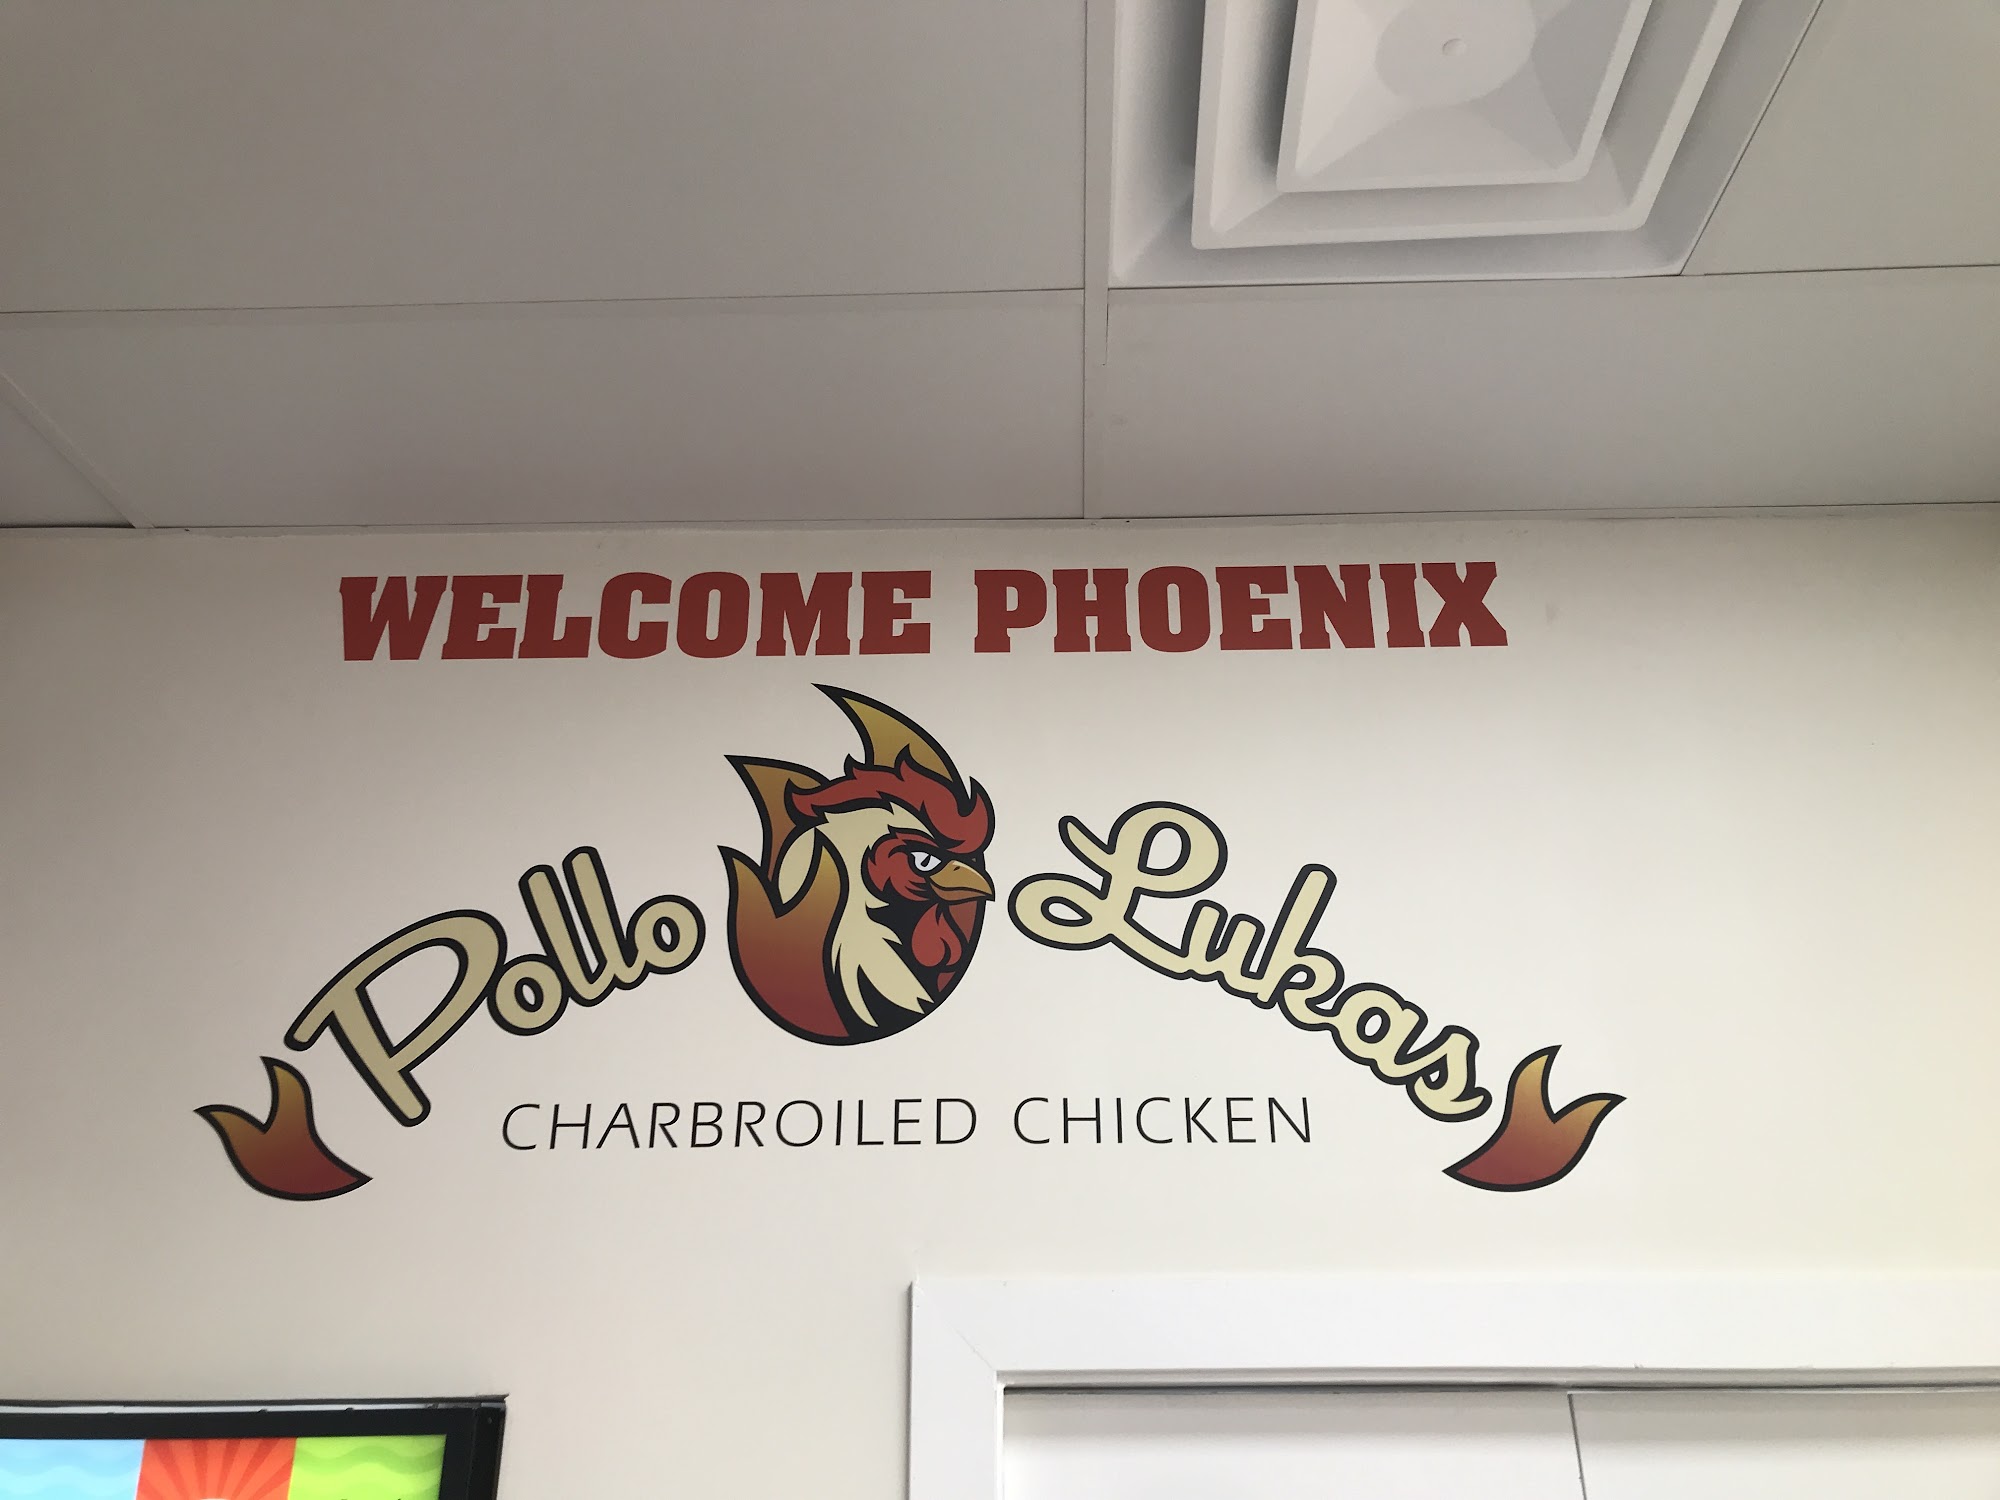 WELCOME PHOENIX
Pollo Lukas
CHARBROILED CHICKEN